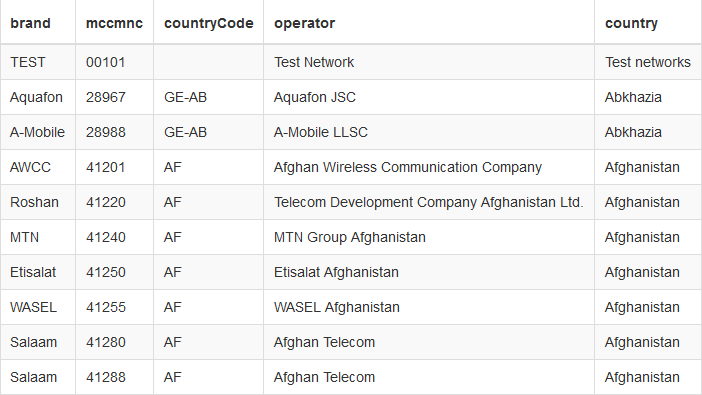 brand mccmnc countryCode operator country
TEST 00101 Test Network Test networks
Aquafon 28967 GE-AB Aquafon JSC Abkhazia
A-Mobile 28988 GE-AB A-Mobile LLSC Abkhazia
AWCC 41201 AF Afghan Wireless Communication Company Afghanistan
Roshan 41220 AF Telecom Development Company Afghanistan Ltd. Afghanistan
MTN 41240 AF MTN Group Afghanistan Afghanistan
Etisalat 41250 AF Etisalat Afghanistan Afghanistan
WASEL 41255 AF WASEL Afghanistan Afghanistan
Salaam 41280 AF Afghan Telecom Afghanistan
Salaam 41288 AF Afghan Telecom Afghanistan